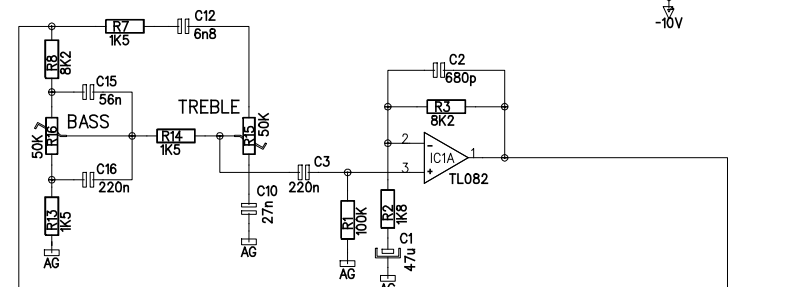 -10V
C12
6n8
R7
1K5
R8
8K2
C15
56n
TREBLE
BASS
R16
50K
R14
1K5
R15
50K
C2
680p
R3
8K2
2
3
1
IC1A
TL082
C16
220n
C3
220n
R13
1K5
AG
C10
27n
AG
R1
100K
AG
R2
1K8
C1
47u
AG